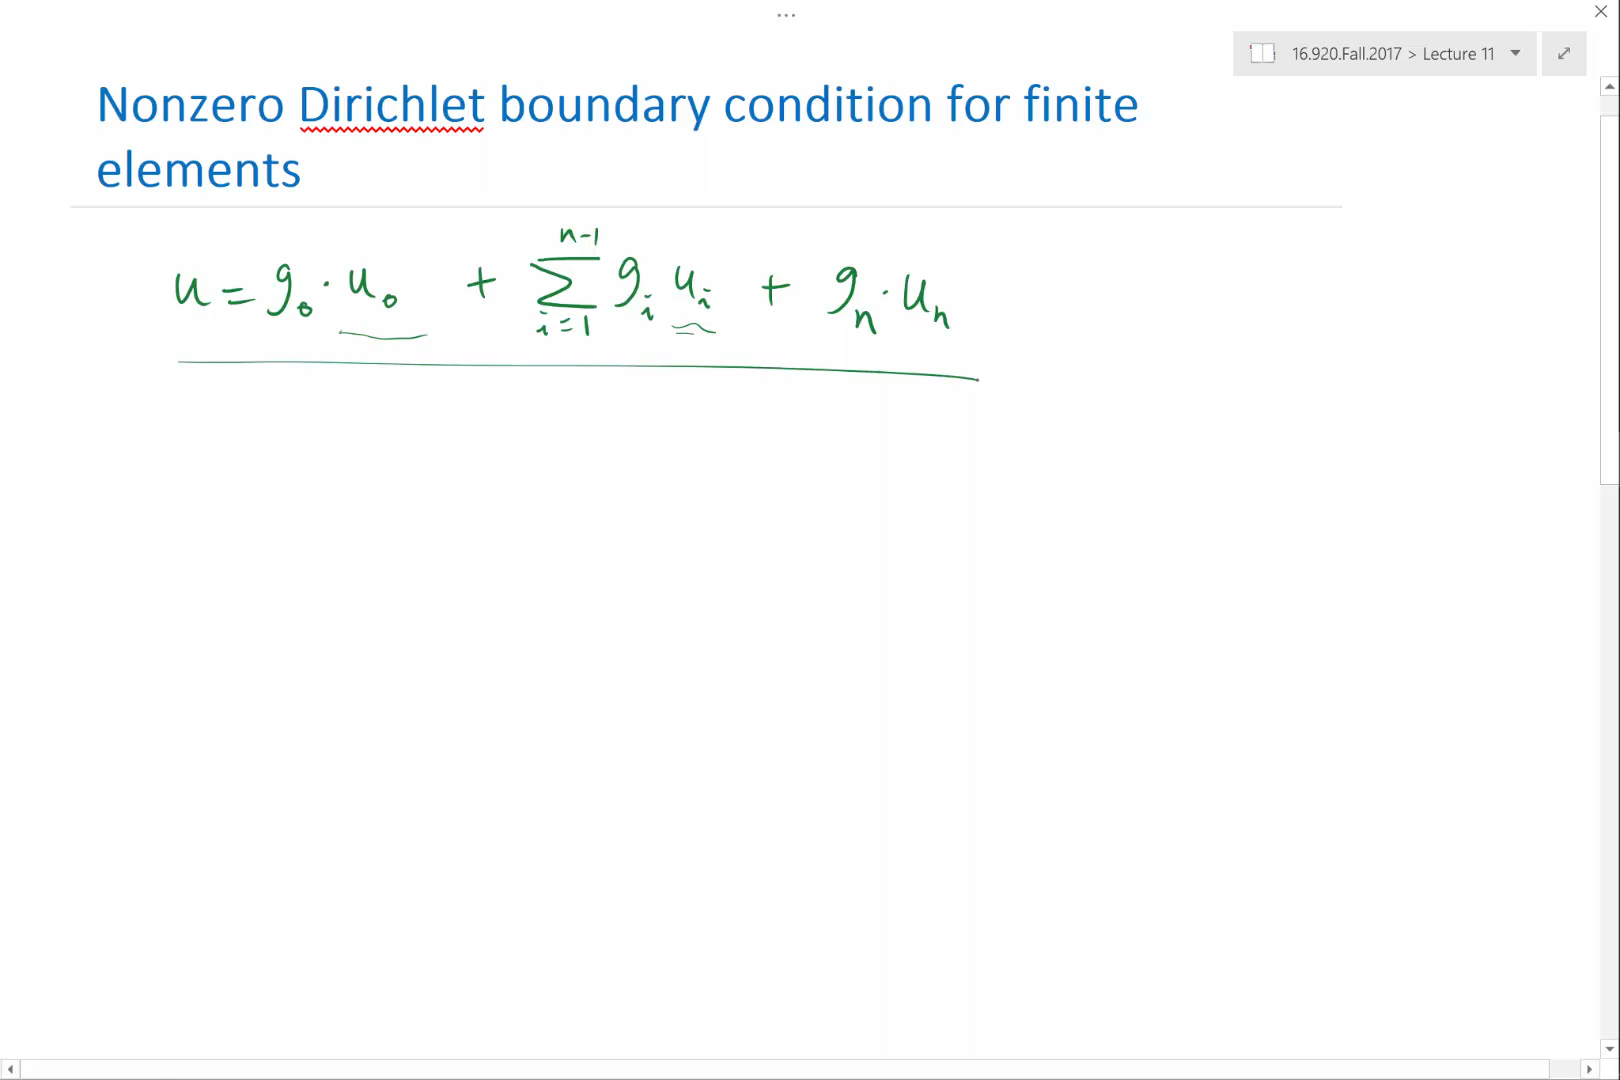 ...
16.920.Fall.2017 > Lecture 11
Nonzero Dirichlet boundary condition for finite
elements
u = g₀ · u₀ + ∑_{i=1}^{n-1} gᵢ uᵢ + gₙ · uₙ